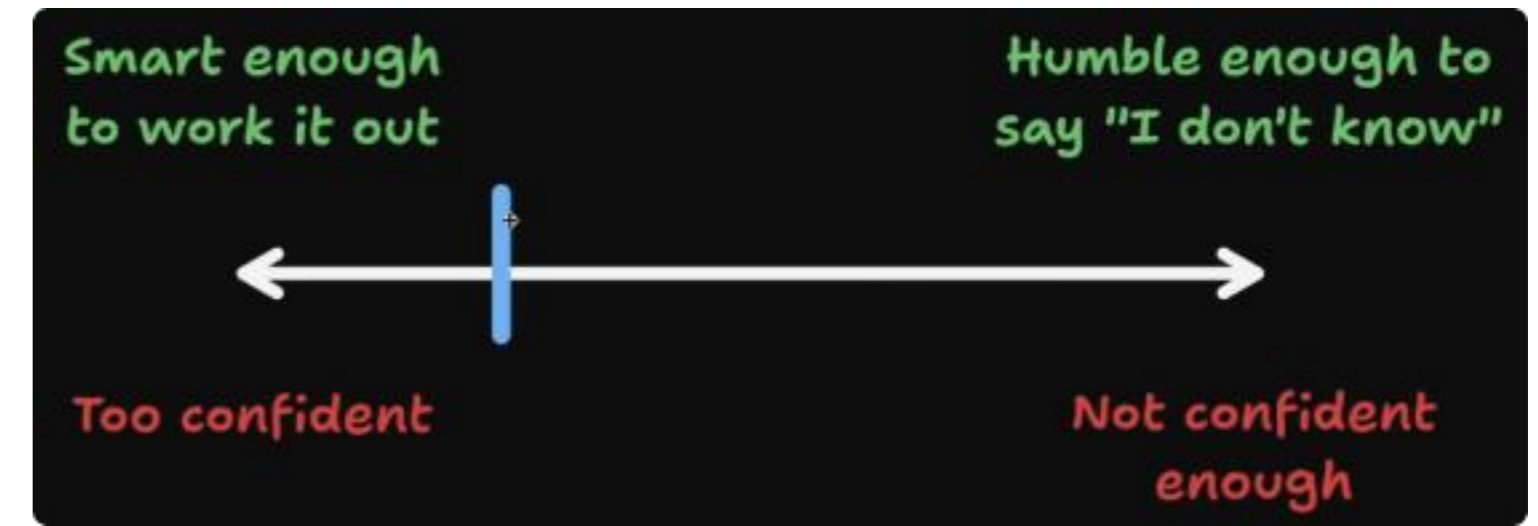 Smart enough
to work it out
Humble enough to
say "I don't know"
Too confident
Not confident
enough